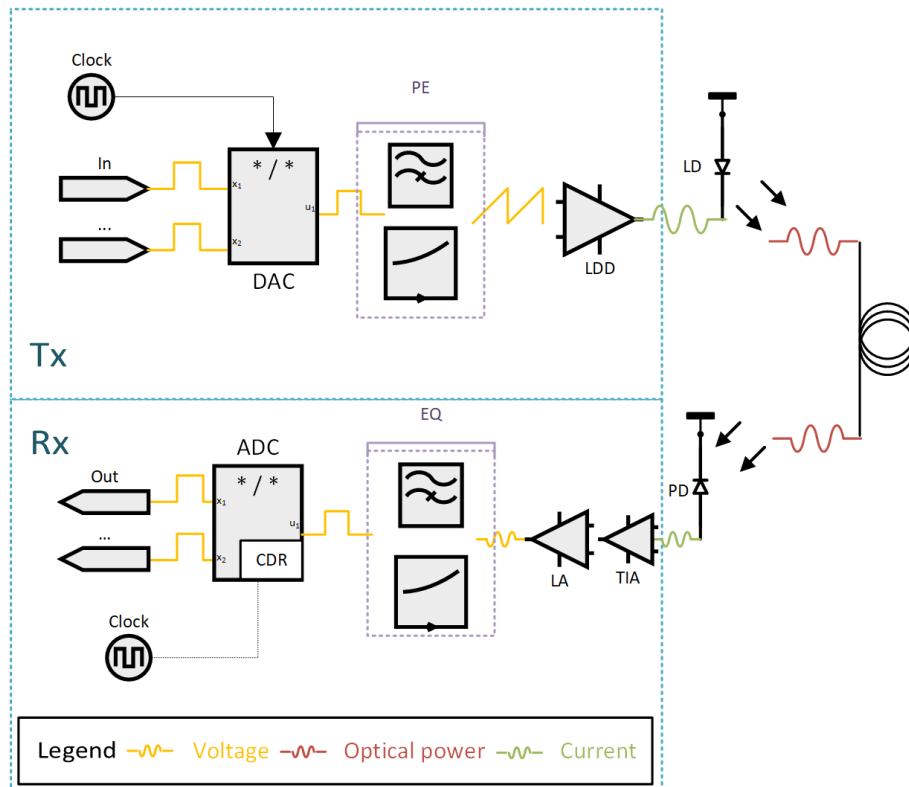 Clock
PE
In
* / *
x1
u1
...
x2
DAC
LDD
LD
Tx
Rx
EQ
ADC
Out
* / *
x1
u1
...
x2
CDR
LA
TIA
PD
Clock
Legend Voltage Optical power Current